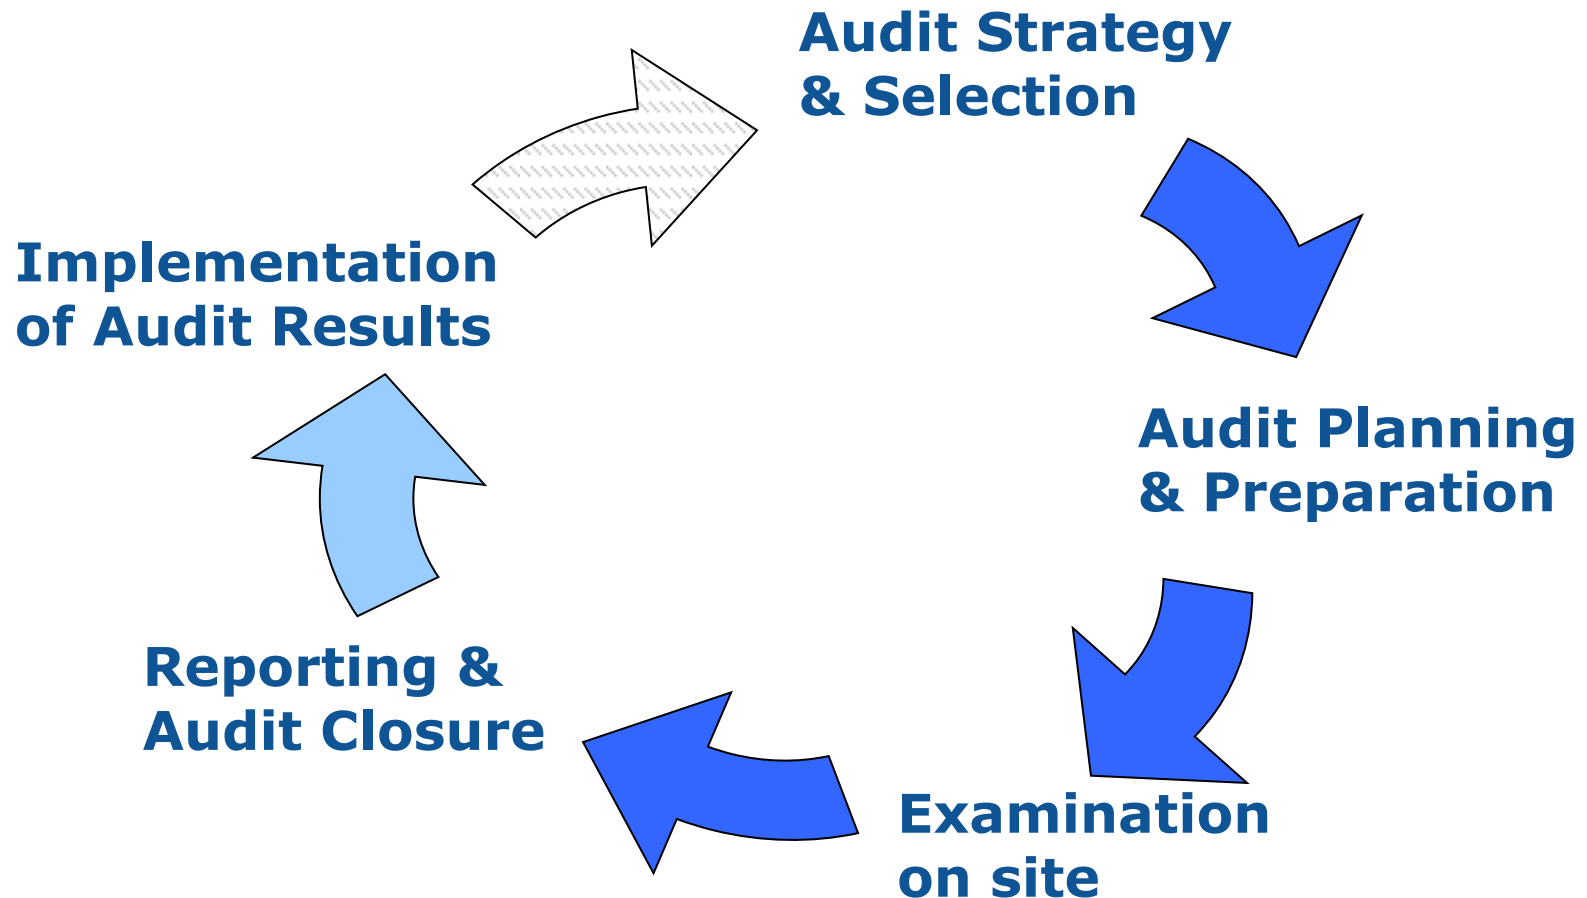 Audit Strategy
& Selection
Audit Planning
& Preparation
Examination
on site
Reporting &
Audit Closure
Implementation
of Audit Results